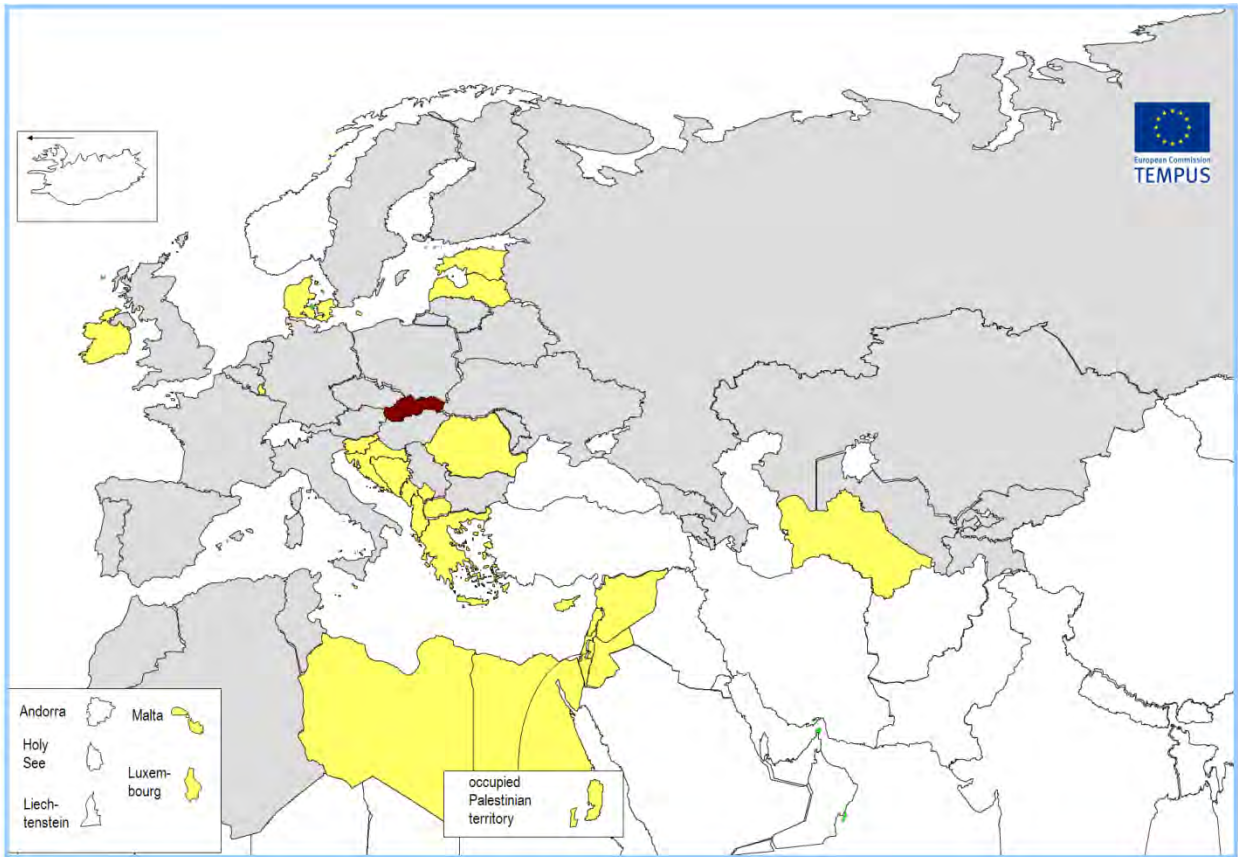 European Commission
TEMPUS
Andorra
Malta
Holy
See
Luxem-
bourg
Liech-
tenstein
occupied
Palestinian
territory